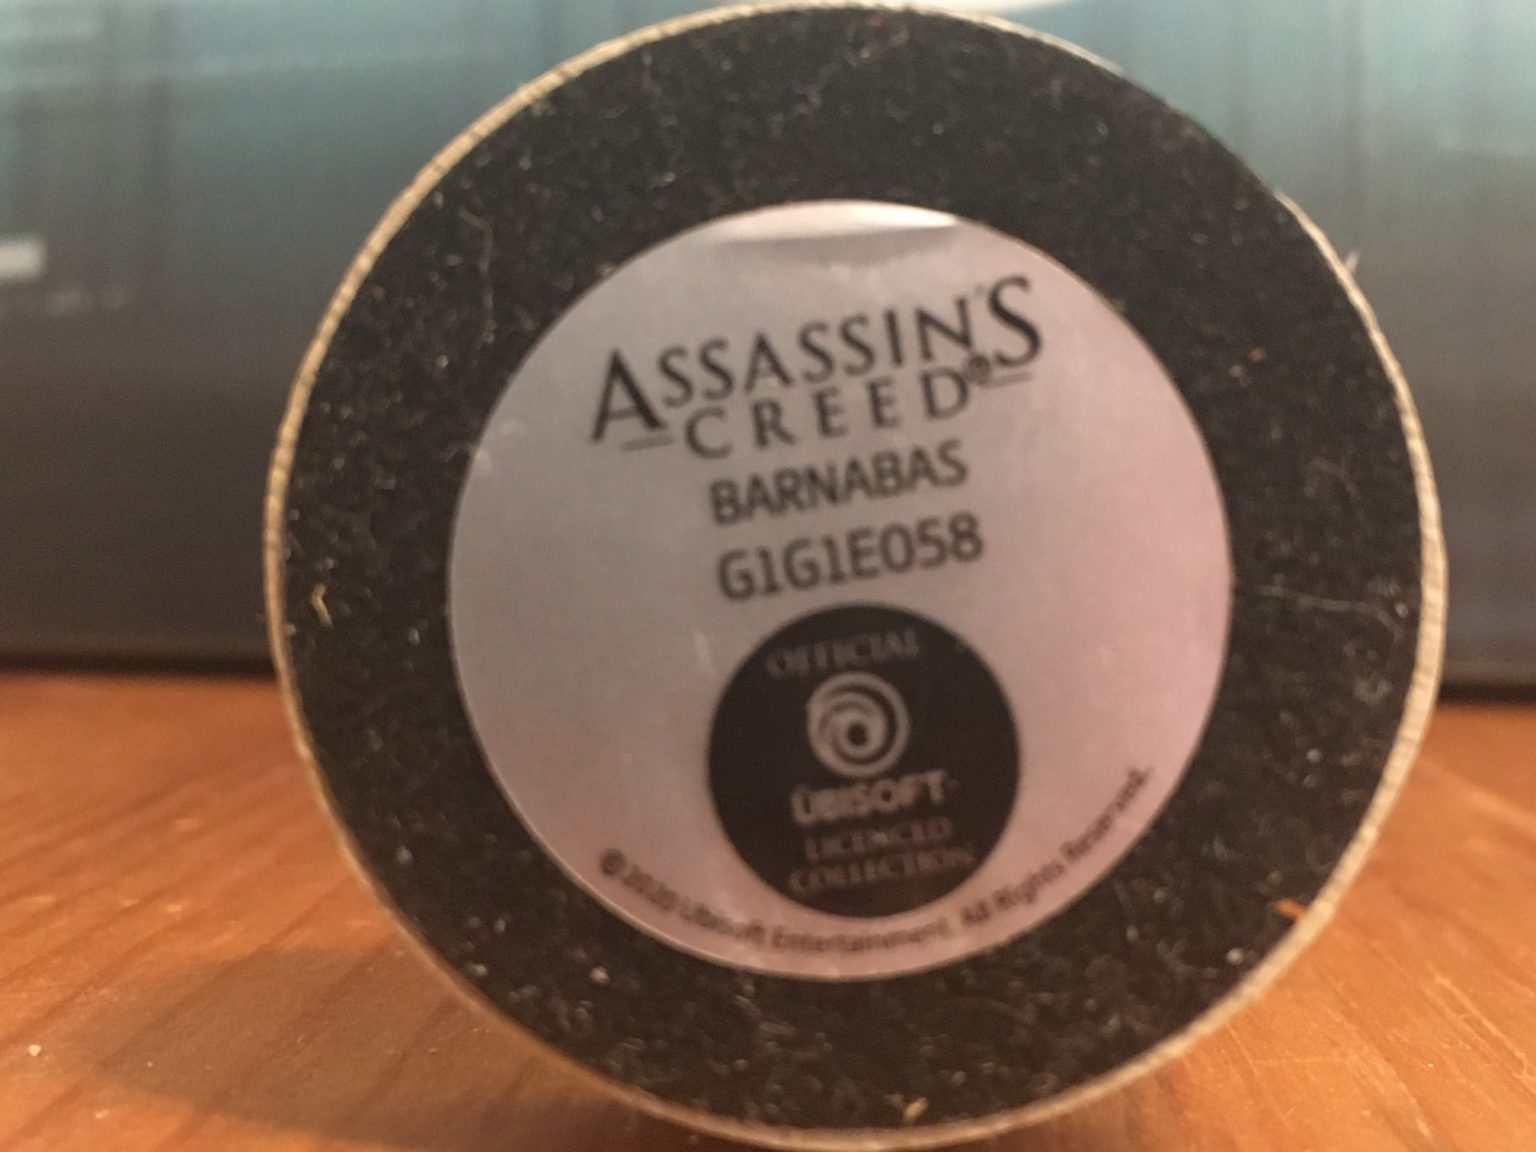 ASSASSIN'S
CREED®
BARNABAS
G1G1E058
OFFICIAL
UBISOFT
LICENCED
COLLECTION
© 2020 Ubisoft Entertainment. All Rights Reserved.